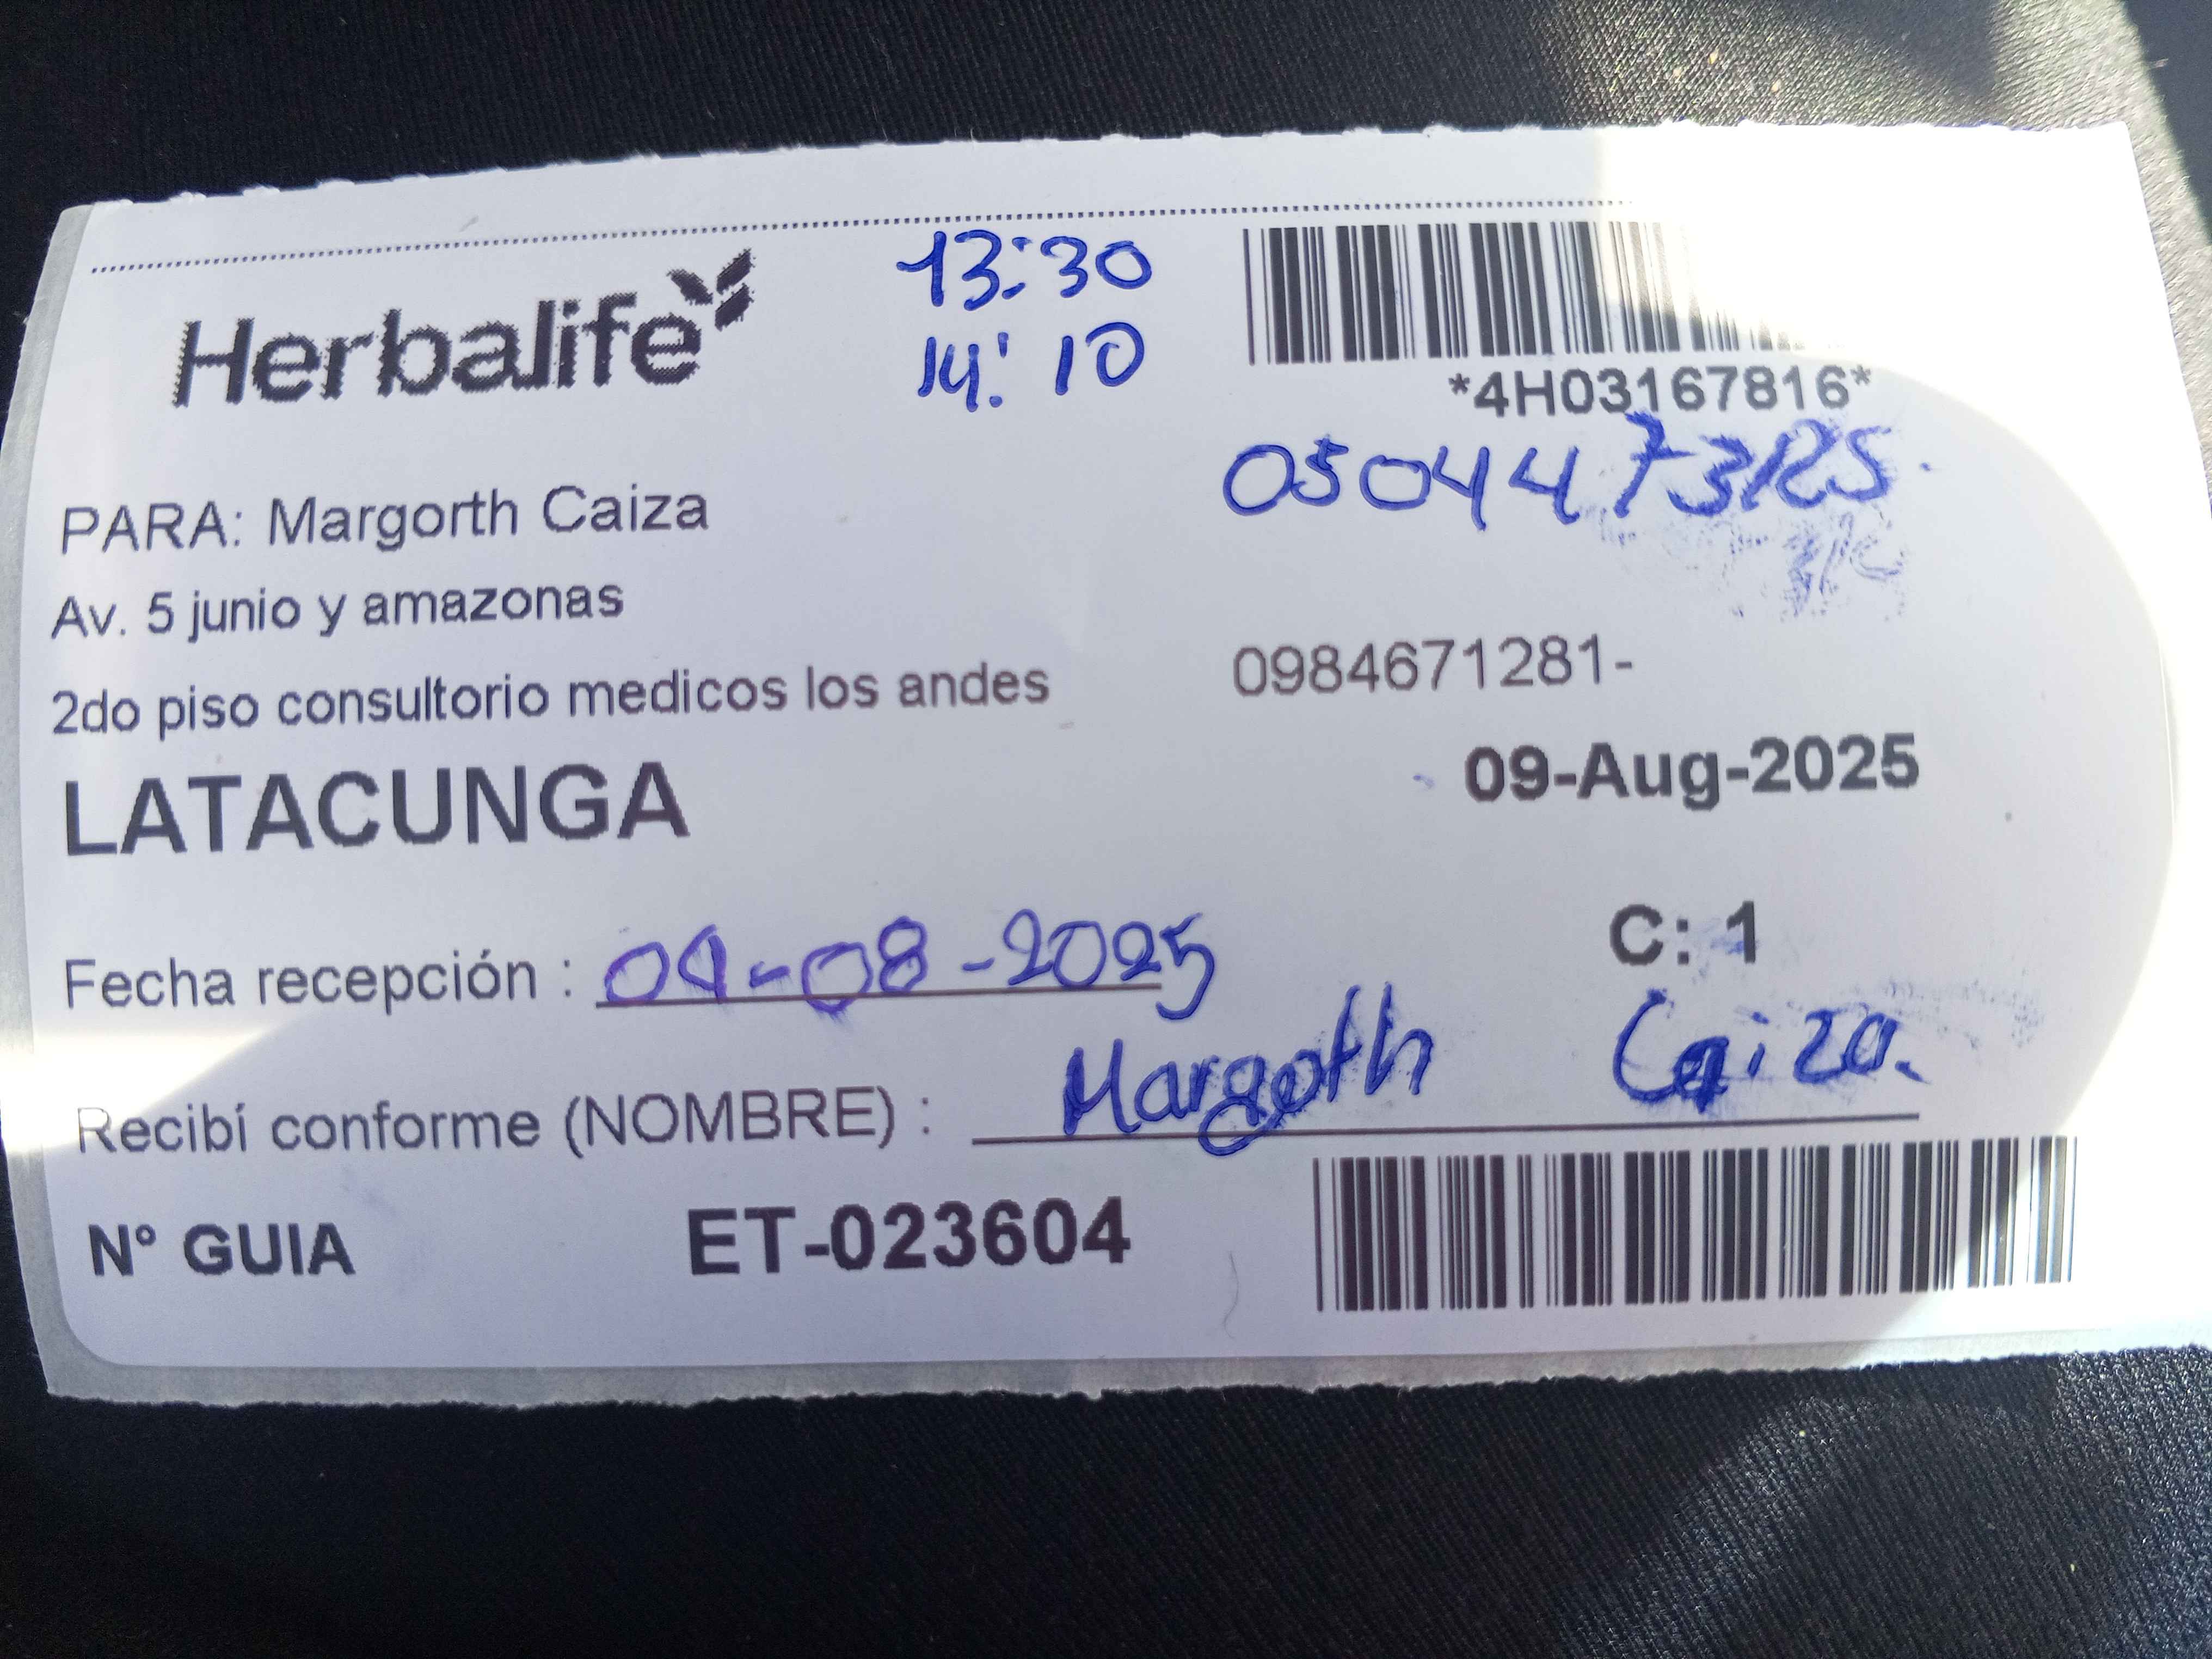 Herbalife
13:30
14:10
*4H03167816*
PARA: Margorth Caiza
Av. 5 junio y amazonas
2do piso consultorio medicos los andes
0984671281-
LATACUNGA
09-Aug-2025
C: 1
Fecha recepción : 09-08-2025
Recibí conforme (NOMBRE) : Margoth Caiza.
N° GUIA ET-023604